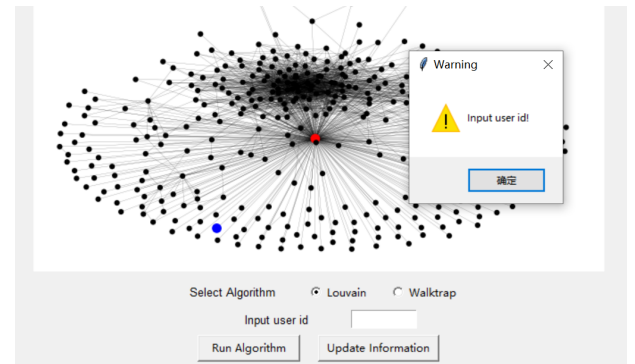 Warning
Input user id!
确定
Select Algorithm Louvain Walktrap
Input user id
Run Algorithm Update Information